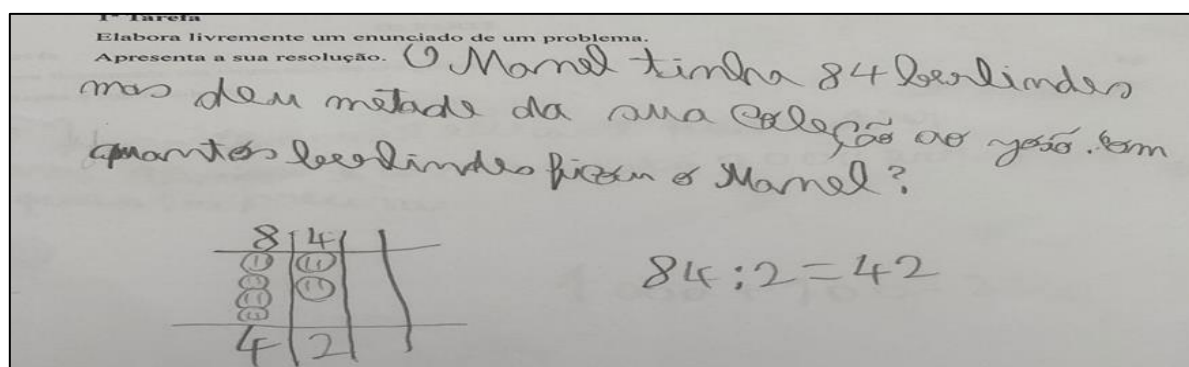 1ª Tarefa
Elabora livremente um enunciado de um problema.
Apresenta a sua resolução. O Manel tinha 84 berlindes
mas deu metade da sua coleção ao joão. Com
quantos berlindes ficou o Manel?
8 4
84 : 2 = 42
4 2